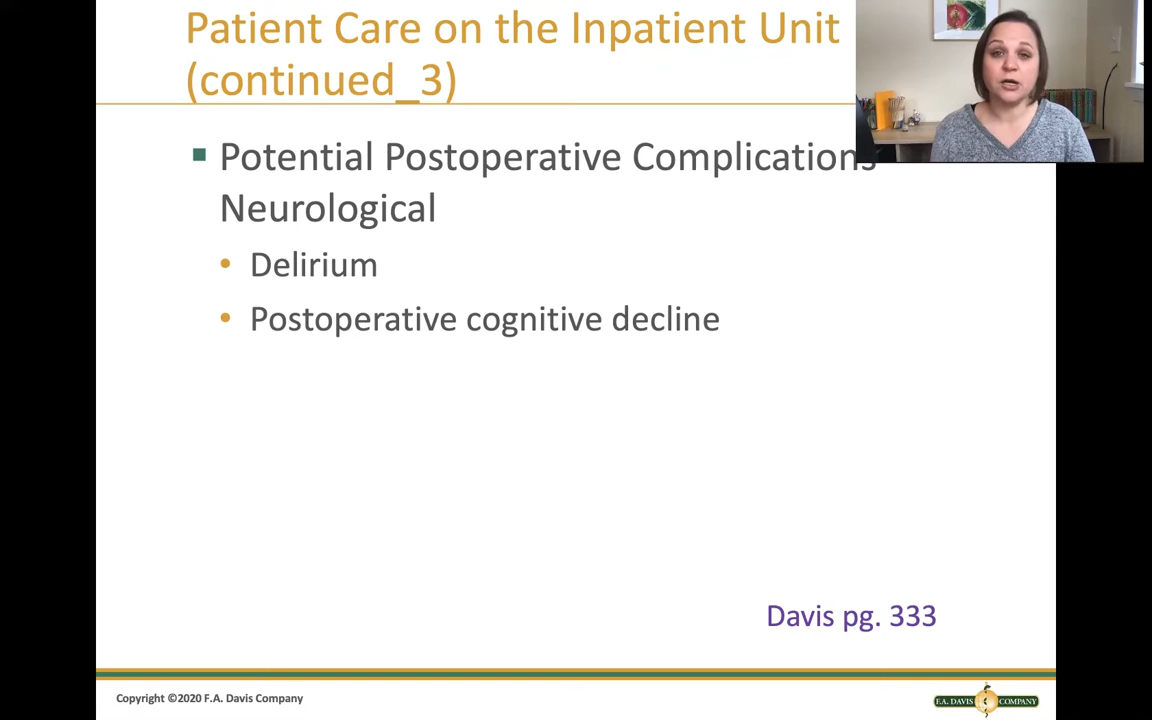 Patient Care on the Inpatient Unit
(continued_3)
Potential Postoperative Complications
Neurological
Delirium
Postoperative cognitive decline
Davis pg. 333
Copyright ©2020 F.A. Davis Company
F.A. DAVIS COMPANY